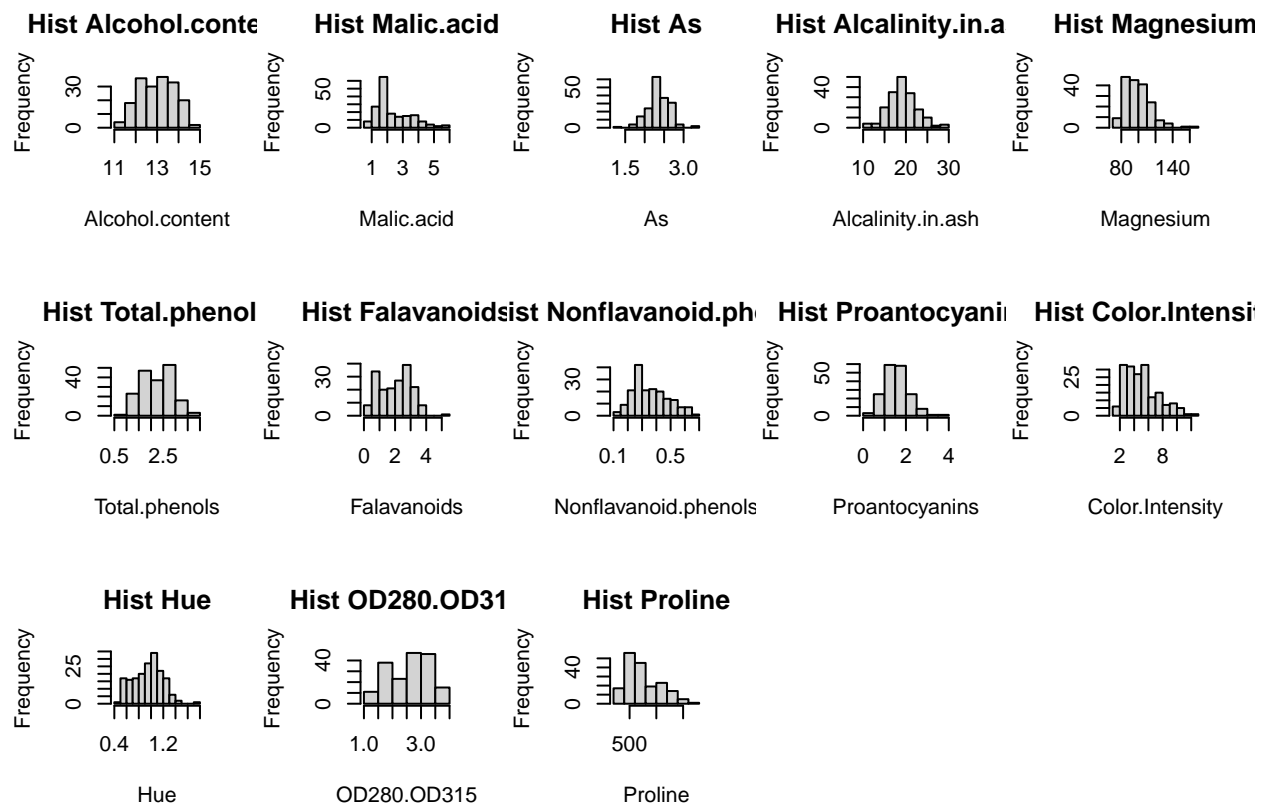 Hist Alcohol.conte
Frequency
0 30
11 13 15
Alcohol.content
Hist Malic.acid
Frequency
0 50
1 3 5
Malic.acid
Hist As
Frequency
0 50
1.5 3.0
As
Hist Alcalinity.in.a
Frequency
0 40
10 20 30
Alcalinity.in.ash
Hist Magnesium
Frequency
0 40
80 140
Magnesium
Hist Total.phenol
Frequency
0 40
0.5 2.5
Total.phenols
Hist Falavanoids
Frequency
0 30
0 2 4
Falavanoids
ist Nonflavanoid.ph
Frequency
0 30
0.1 0.5
Nonflavanoid.phenols
Hist Proantocyani
Frequency
0 50
0 2 4
Proantocyanins
Hist Color.Intensi
Frequency
0 25
2 8
Color.Intensity
Hist Hue
Frequency
0 25
0.4 1.2
Hue
Hist OD280.OD31
Frequency
0 40
1.0 3.0
OD280.OD315
Hist Proline
Frequency
0 40
500
Proline